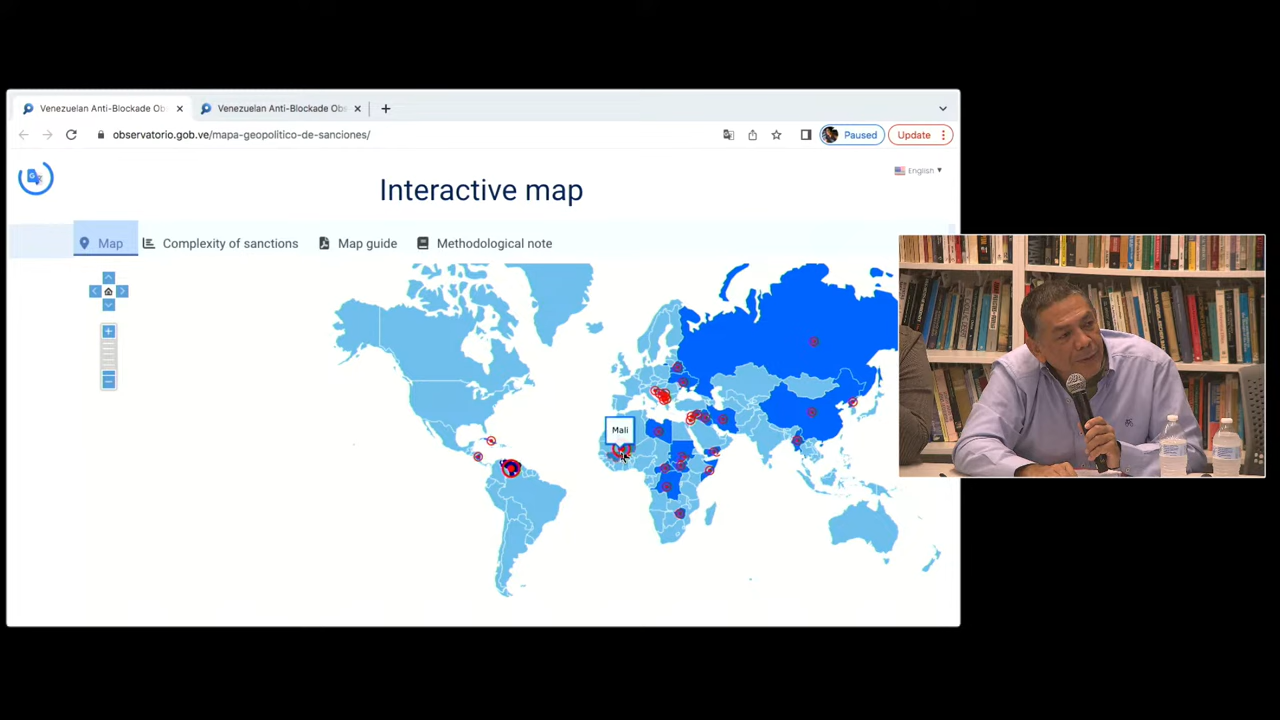 Venezuelan Anti-Blockade Ob
Venezuelan Anti-Blockade Obs
observatorio.gob.ve/mapa-geopolitico-de-sanciones/
Paused
Update
English
Interactive map
Map
Complexity of sanctions
Map guide
Methodological note
Mali